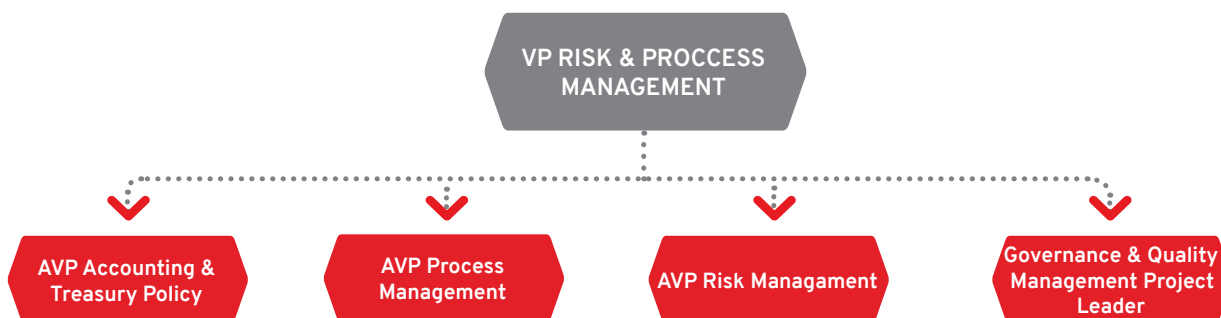 VP RISK & PROCCESS
MANAGEMENT
AVP Accounting &
Treasury Policy
AVP Process
Management
AVP Risk Managament
Governance & Quality
Management Project
Leader